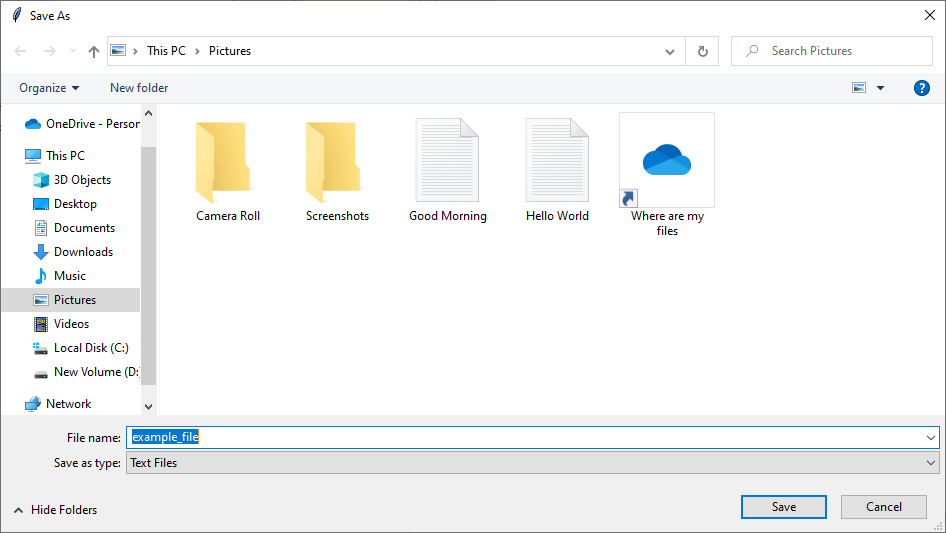 Save As
This PC
Pictures
Search Pictures
Organize
New folder
OneDrive - Person
This PC
3D Objects
Desktop
Documents
Downloads
Music
Pictures
Videos
Local Disk (C:)
New Volume (D:
Network
Camera Roll
Screenshots
Good Morning
Hello World
Where are my
files
File name:
example_file
Save as type:
Text Files
Hide Folders
Save
Cancel